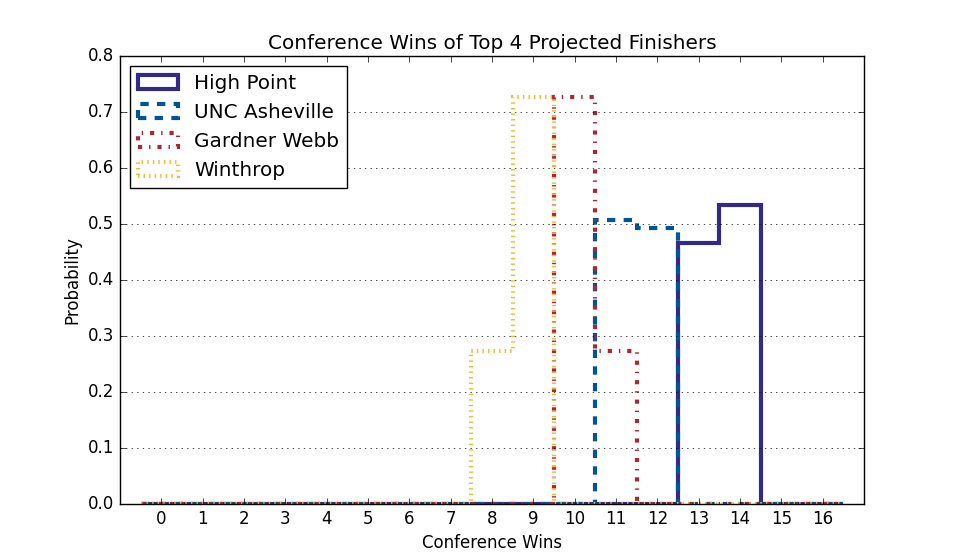 Conference Wins of Top 4 Projected Finishers
High Point
UNC Asheville
Gardner Webb
Winthrop
Probability
0.8
0.7
0.6
0.5
0.4
0.3
0.2
0.1
0.0
0 1 2 3 4 5 6 7 8 9 10 11 12 13 14 15 16
Conference Wins